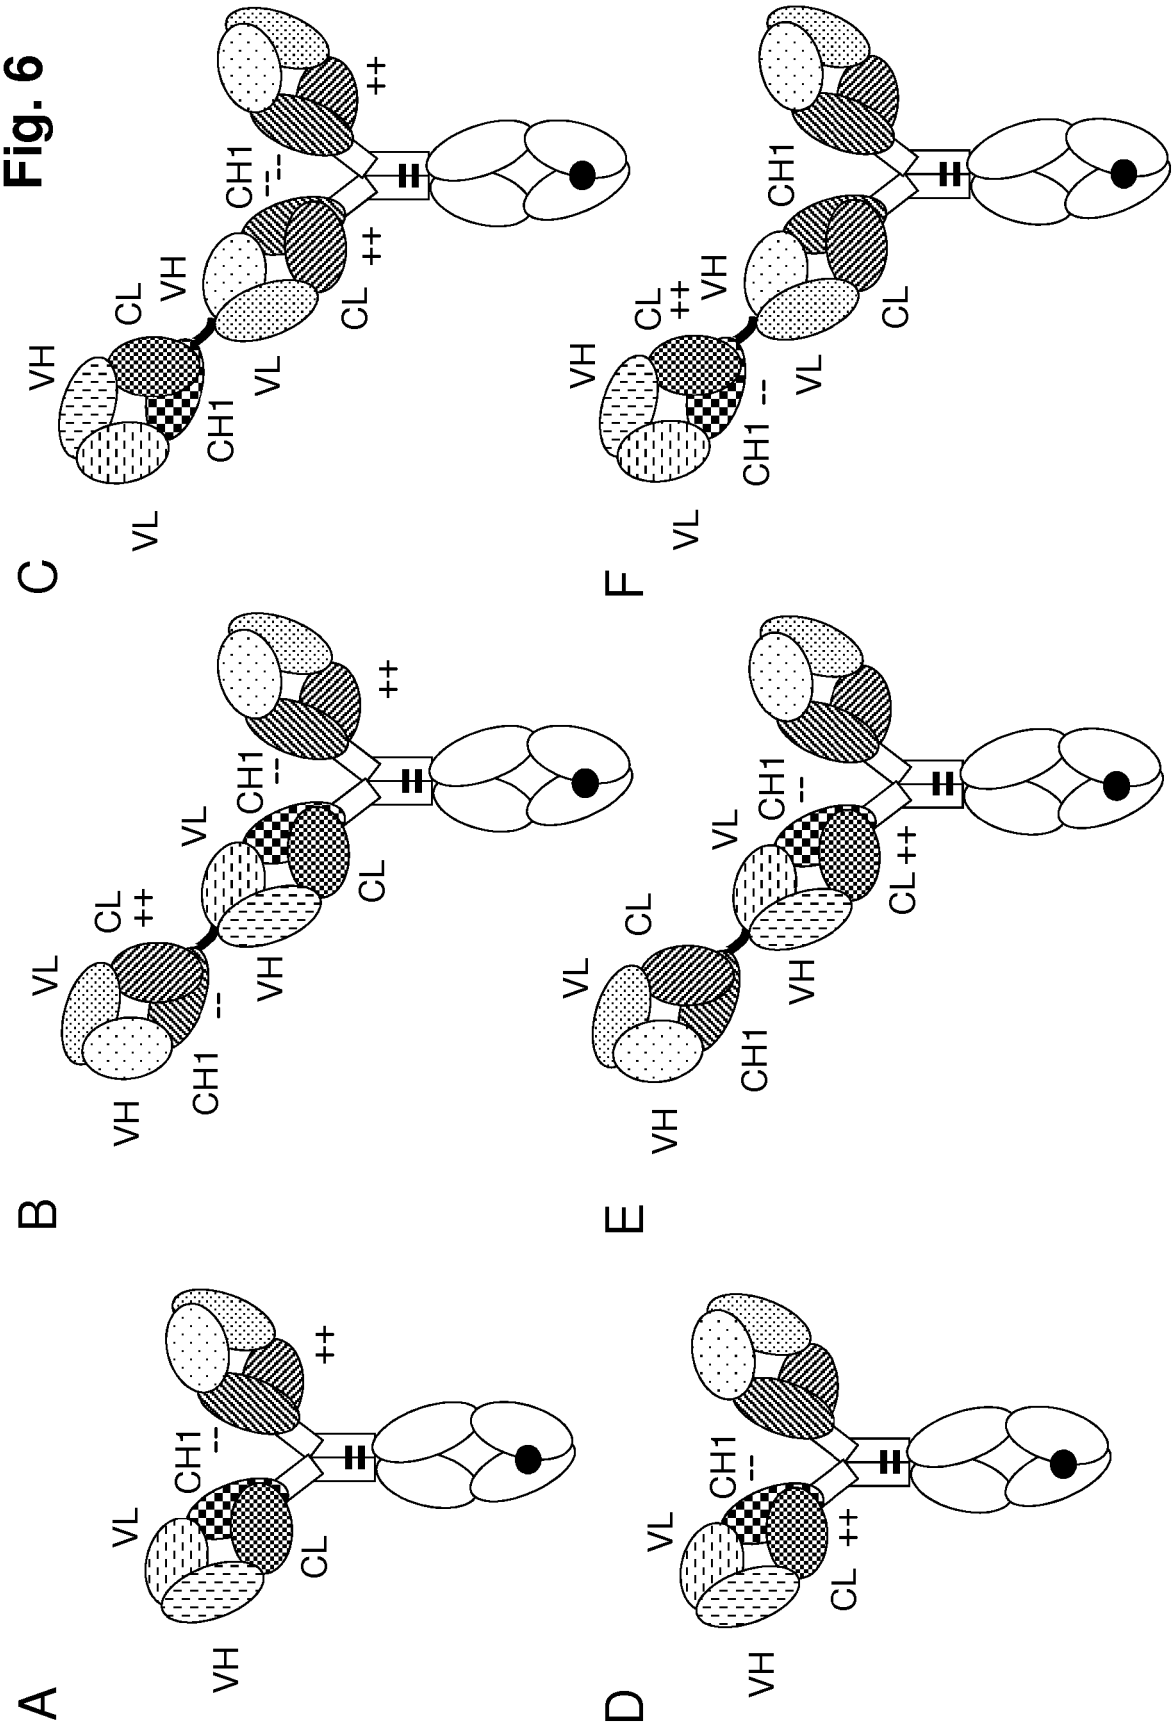 Fig. 6
A
VL
CH1
--
VH
CL
++
B
VL
CL
++
VH
VL
CH1
--
CH1
--
VH
CL
++
C
VH
CL
VL
VH
CH1
CH1
--
--
VL
CL
++
++
D
VL
CH1
--
VH
CL ++
E
VL
CL
VH
VL
CH1
CH1
--
VH
CL ++
F
VH
CL
++
VL
VH
CH1 --
CH1
VL
CL